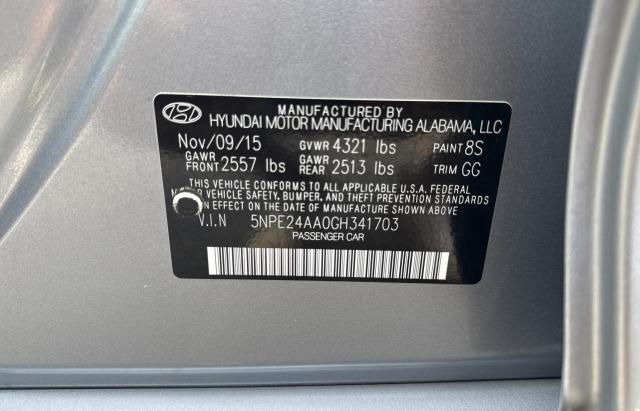 MANUFACTURED BY
HYUNDAI MOTOR MANUFACTURING ALABAMA, LLC
Nov/09/15 GVWR 4321 lbs PAINT 8S
GAWR FRONT 2557 lbs GAWR REAR 2513 lbs TRIM GG
THIS VEHICLE CONFORMS TO ALL APPLICABLE U.S.A. FEDERAL
VEHICLE SAFETY, BUMPER, AND THEFT
PREVENTION STANDARDS IN EFFECT ON THE DATE OF
MANUFACTURE SHOWN ABOVE.
V.I.N 5NPE24AA0GH341703
PASSENGER CAR